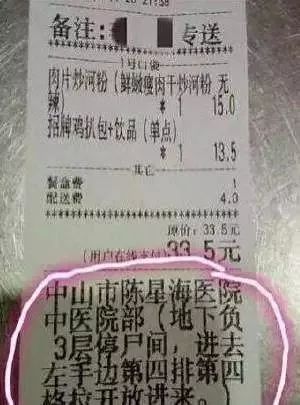 备注: 专送
1号口袋
肉片炒河粉(鲜嫩瘦肉干炒河粉 无
辣) * 1 15.0
招牌鸡扒包+饮品(单点)
* 1 13.5
其它
餐盒费 1
配送费 4.0
原价: 33.5元
(用户在线支付) 33.5元
中山市陈星海医院
中医院部(地下负
3层停尸间,进去
左手边第四排第四
格拉开放进来。)